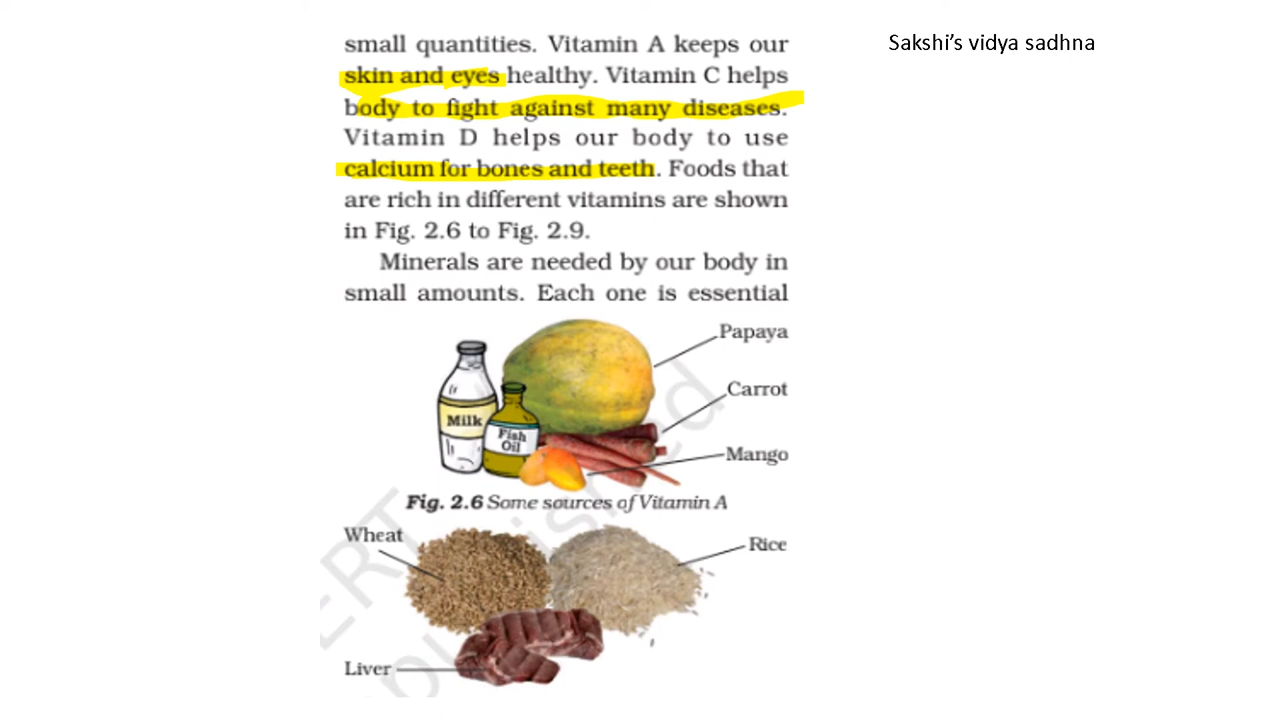 small quantities. Vitamin A keeps our
skin and eyes healthy. Vitamin C helps
body to fight against many diseases.
Vitamin D helps our body to use
calcium for bones and teeth. Foods that
are rich in different vitamins are shown
in Fig. 2.6 to Fig. 2.9.
Minerals are needed by our body in
small amounts. Each one is essential
Papaya
Carrot
Milk
Fish
Oil
Mango
Fig. 2.6 Some sources of Vitamin A
Wheat
Rice
Liver
Sakshi's vidya sadhna